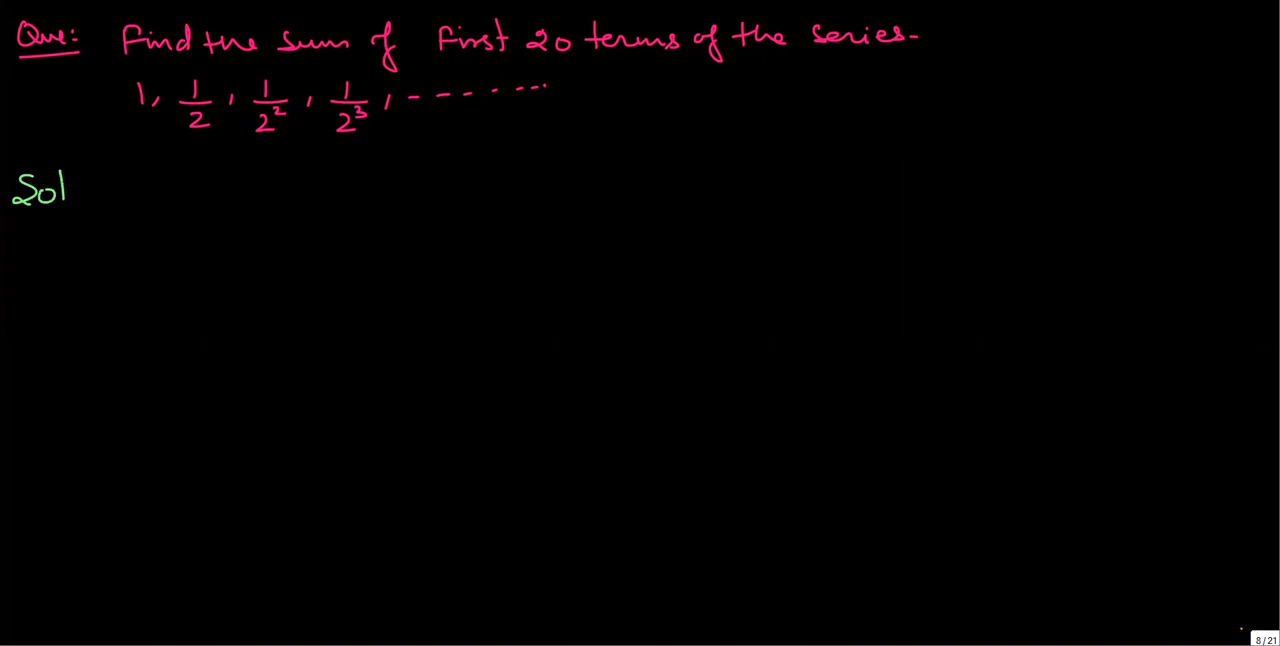 Que: Find the sum of first 20 terms of the series-
1, 1/2, 1/2², 1/2³, - - - - - - - -
Sol
8/21